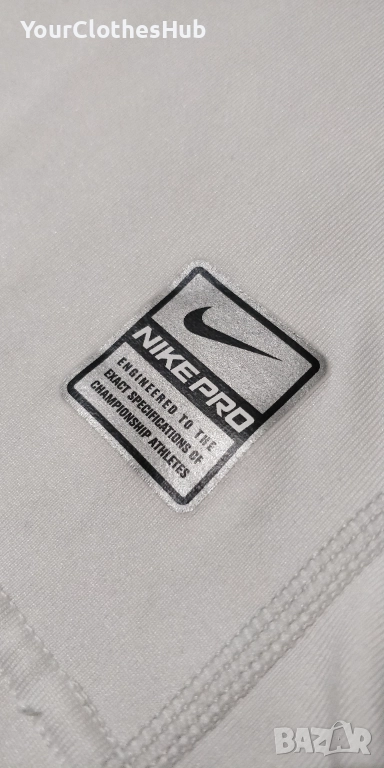 YourClothesHub
NIKE PRO
ENGINEERED TO THE
EXACT SPECIFICATIONS OF
CHAMPIONSHIP ATHLETES
BAZAR